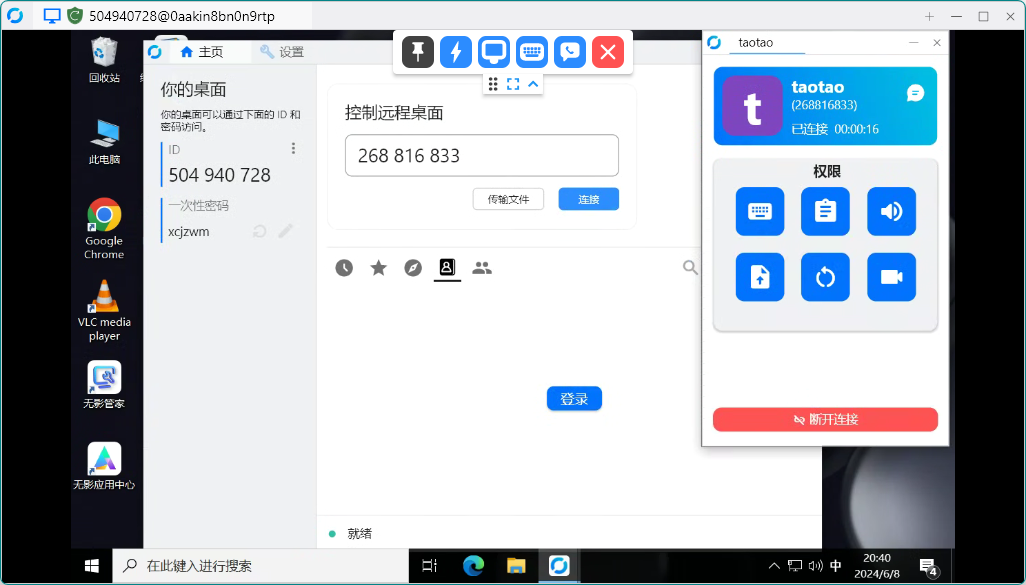 504940728@0aakin8bn0n9rtp
回收站
此电脑
Google
Chrome
VLC media
player
无影管家
无影应用中心
主页
设置
你的桌面
你的桌面可以通过下面的 ID 和
密码访问。
ID
504 940 728
一次性密码
xcjzwm
控制远程桌面
268 816 833
传输文件
连接
登录
就绪
taotao
t
taotao
(268816833)
已连接 00:00:16
权限
断开连接
在此键入进行搜索
中
20:40
2024/6/8
4